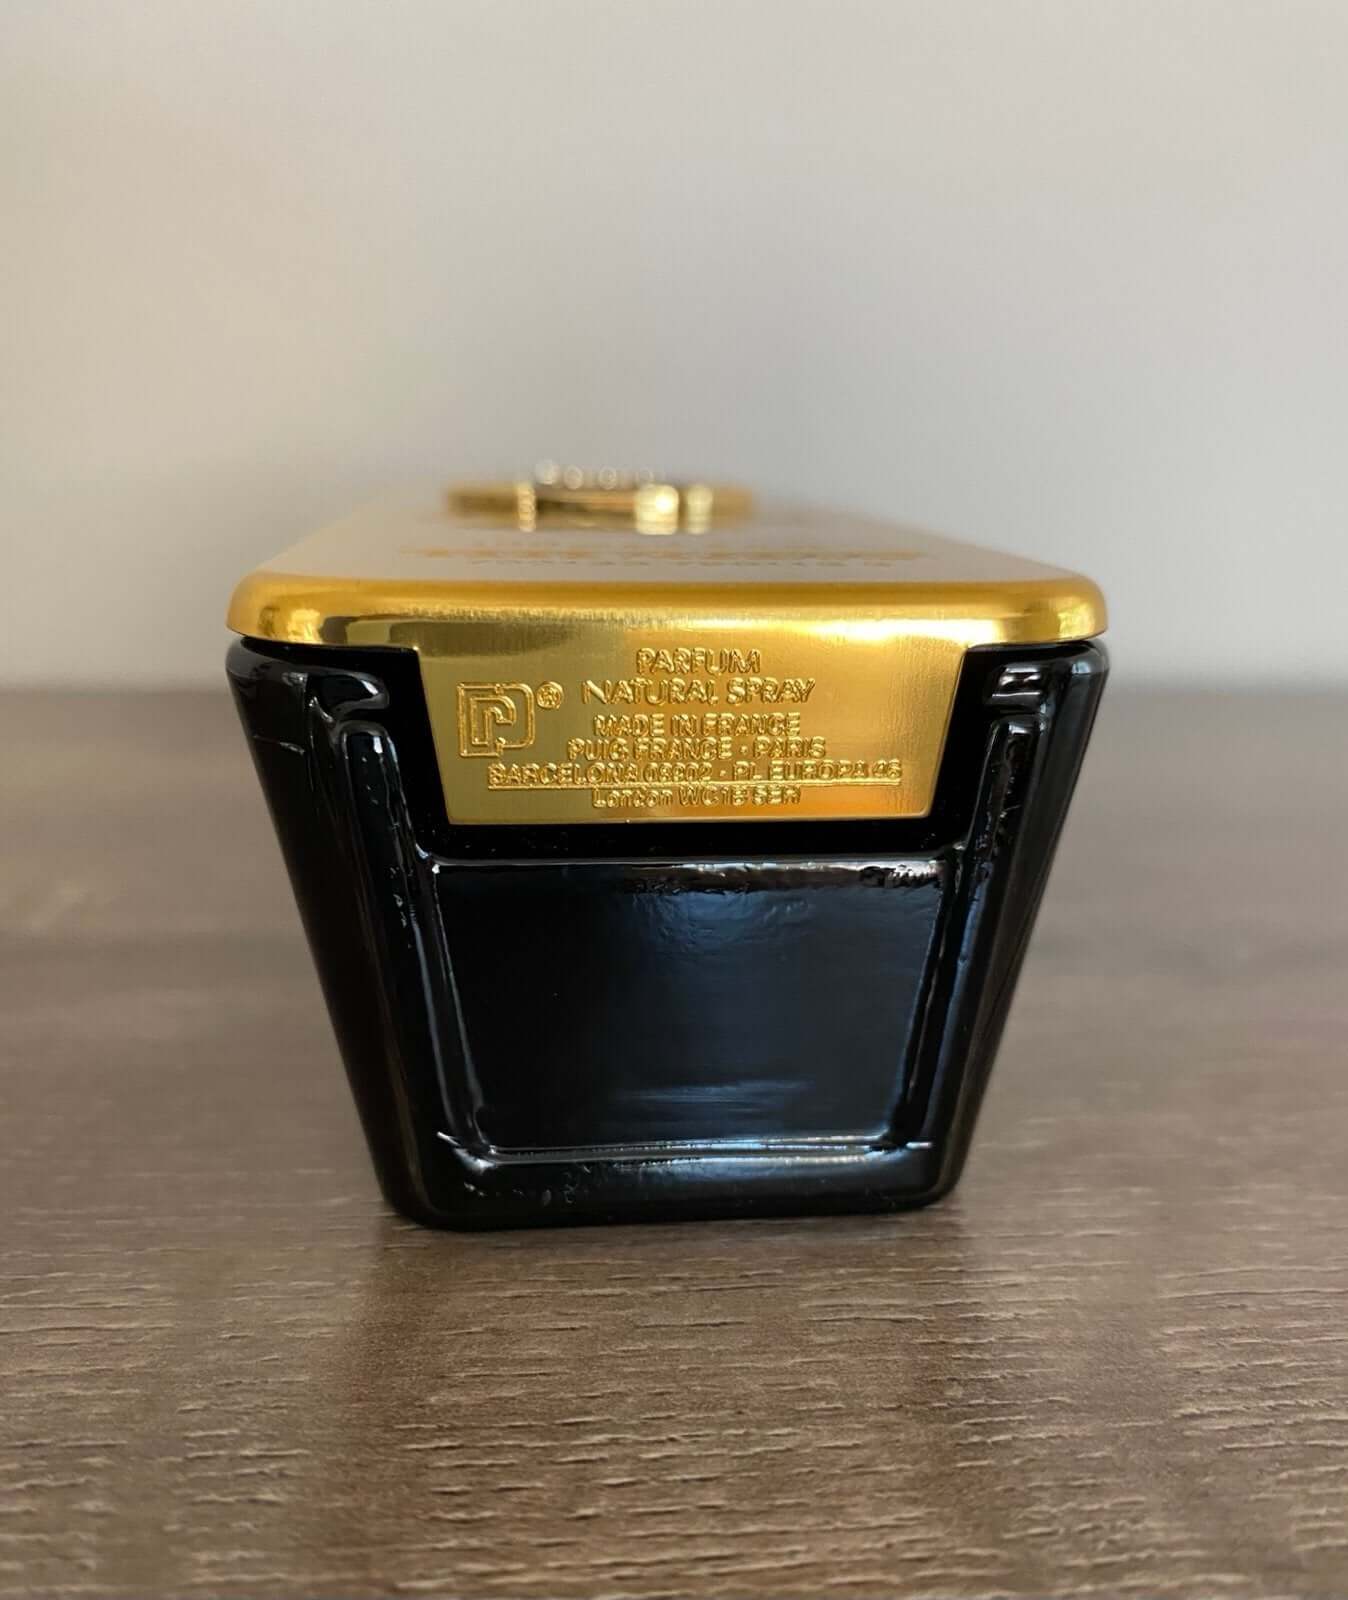 PARFUM
NATURAL SPRAY
MADE IN FRANCE
PUIG FRANCE · PARIS
BARCELONA 08902 · PL EUROPA 46
London WC1B 5ER